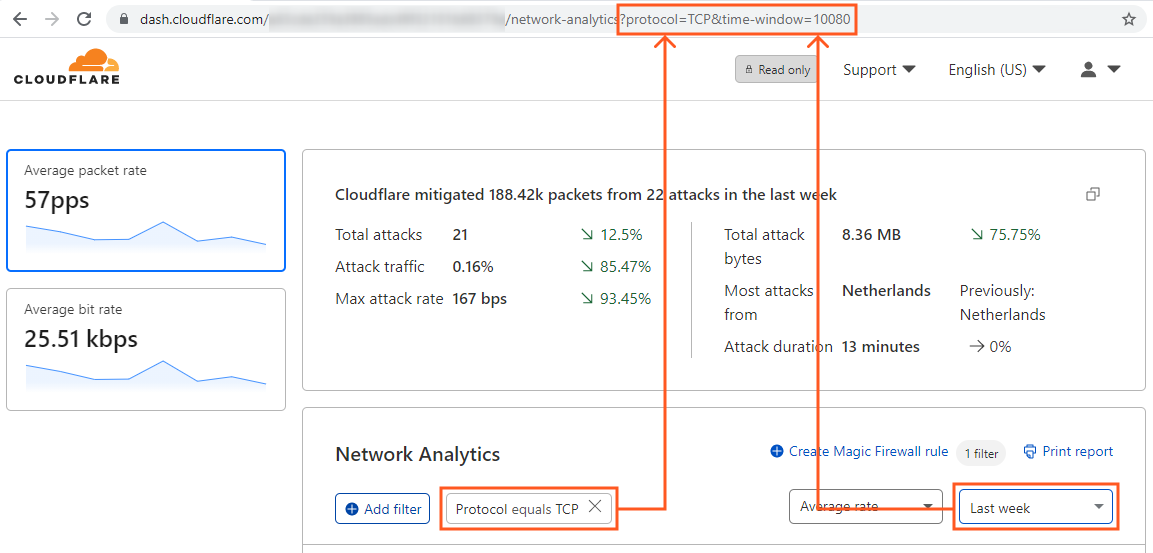 dash.cloudflare.com/
/network-analytics?protocol=TCP&time-window=10080
CLOUDFLARE
Read only
Support
English (US)
Average packet rate
57pps
Average bit rate
25.51 kbps
Cloudflare mitigated 188.42k packets from 22 attacks in the last week
Total attacks 21 12.5%
Attack traffic 0.16% 85.47%
Max attack rate 167 bps 93.45%
Total attack bytes 8.36 MB 75.75%
Most attacks from Netherlands Previously: Netherlands
Attack duration 13 minutes 0%
Network Analytics
Create Magic Firewall rule
1 filter
Print report
Add filter
Protocol equals TCP
Average rate
Last week